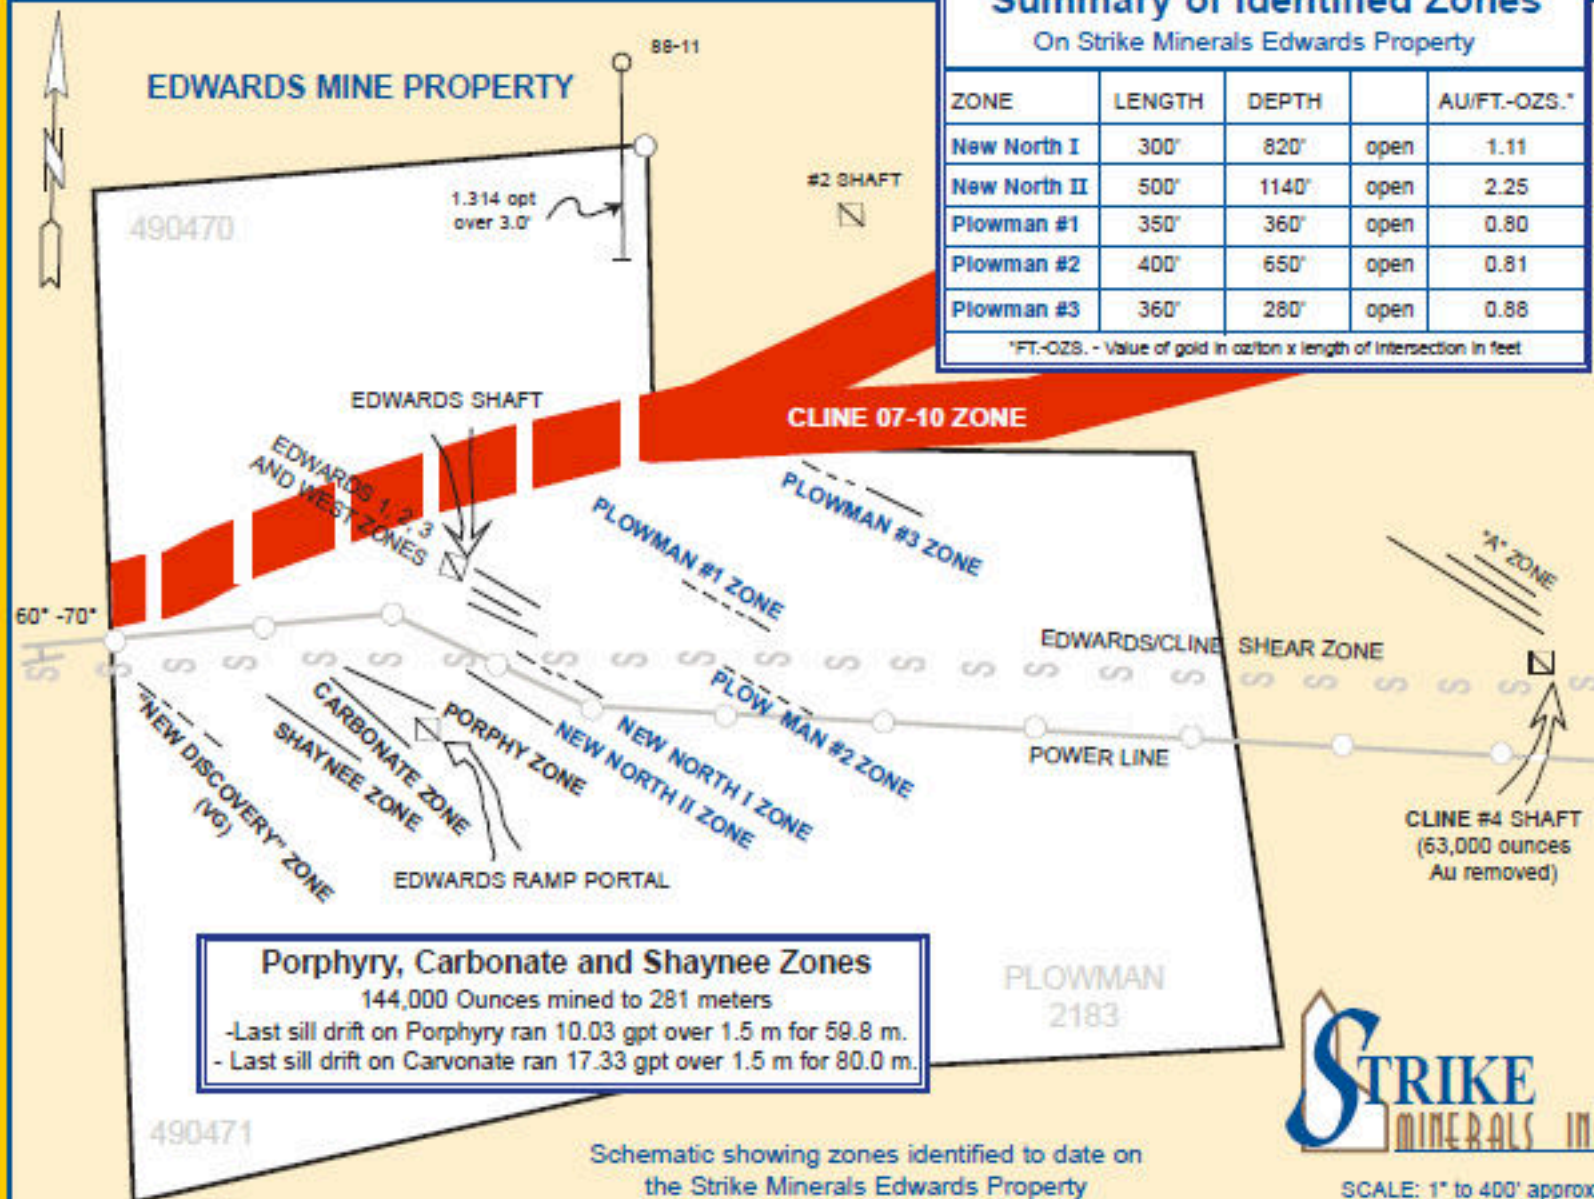 Summary of Identified Zones
On Strike Minerals Edwards Property
ZONE LENGTH DEPTH AU/FT.-OZS.*
New North I 300' 820' open 1.11
New North II 500' 1140' open 2.25
Plowman #1 350' 360' open 0.80
Plowman #2 400' 650' open 0.81
Plowman #3 360' 280' open 0.88
*FT.-OZS. - Value of gold in oz/ton x length of intersection in feet
EDWARDS MINE PROPERTY
88-11
N
490470
1.314 opt
over 3.0'
#2 SHAFT
EDWARDS SHAFT
CLINE 07-10 ZONE
EDWARDS 1, 2, 3
AND WEST ZONES
PLOWMAN #3 ZONE
PLOWMAN #1 ZONE
"A" ZONE
60° -70°
EDWARDS/CLINE SHEAR ZONE
SH S S S S S S S S S S S S S S S S S S S S S
PLOW MAN #2 ZONE
POWER LINE
"NEW DISCOVERY" ZONE
(VG)
SHAYNEE ZONE
CARBONATE ZONE
PORPHY ZONE
NEW NORTH II ZONE
NEW NORTH I ZONE
EDWARDS RAMP PORTAL
CLINE #4 SHAFT
(63,000 ounces
Au removed)
Porphyry, Carbonate and Shaynee Zones
144,000 Ounces mined to 281 meters
-Last sill drift on Porphyry ran 10.03 gpt over 1.5 m for 59.8 m.
- Last sill drift on Carvonate ran 17.33 gpt over 1.5 m for 80.0 m.
PLOWMAN
2183
490471
STRIKE
MINERALS IN
Schematic showing zones identified to date on
the Strike Minerals Edwards Property
SCALE: 1" to 400' approx